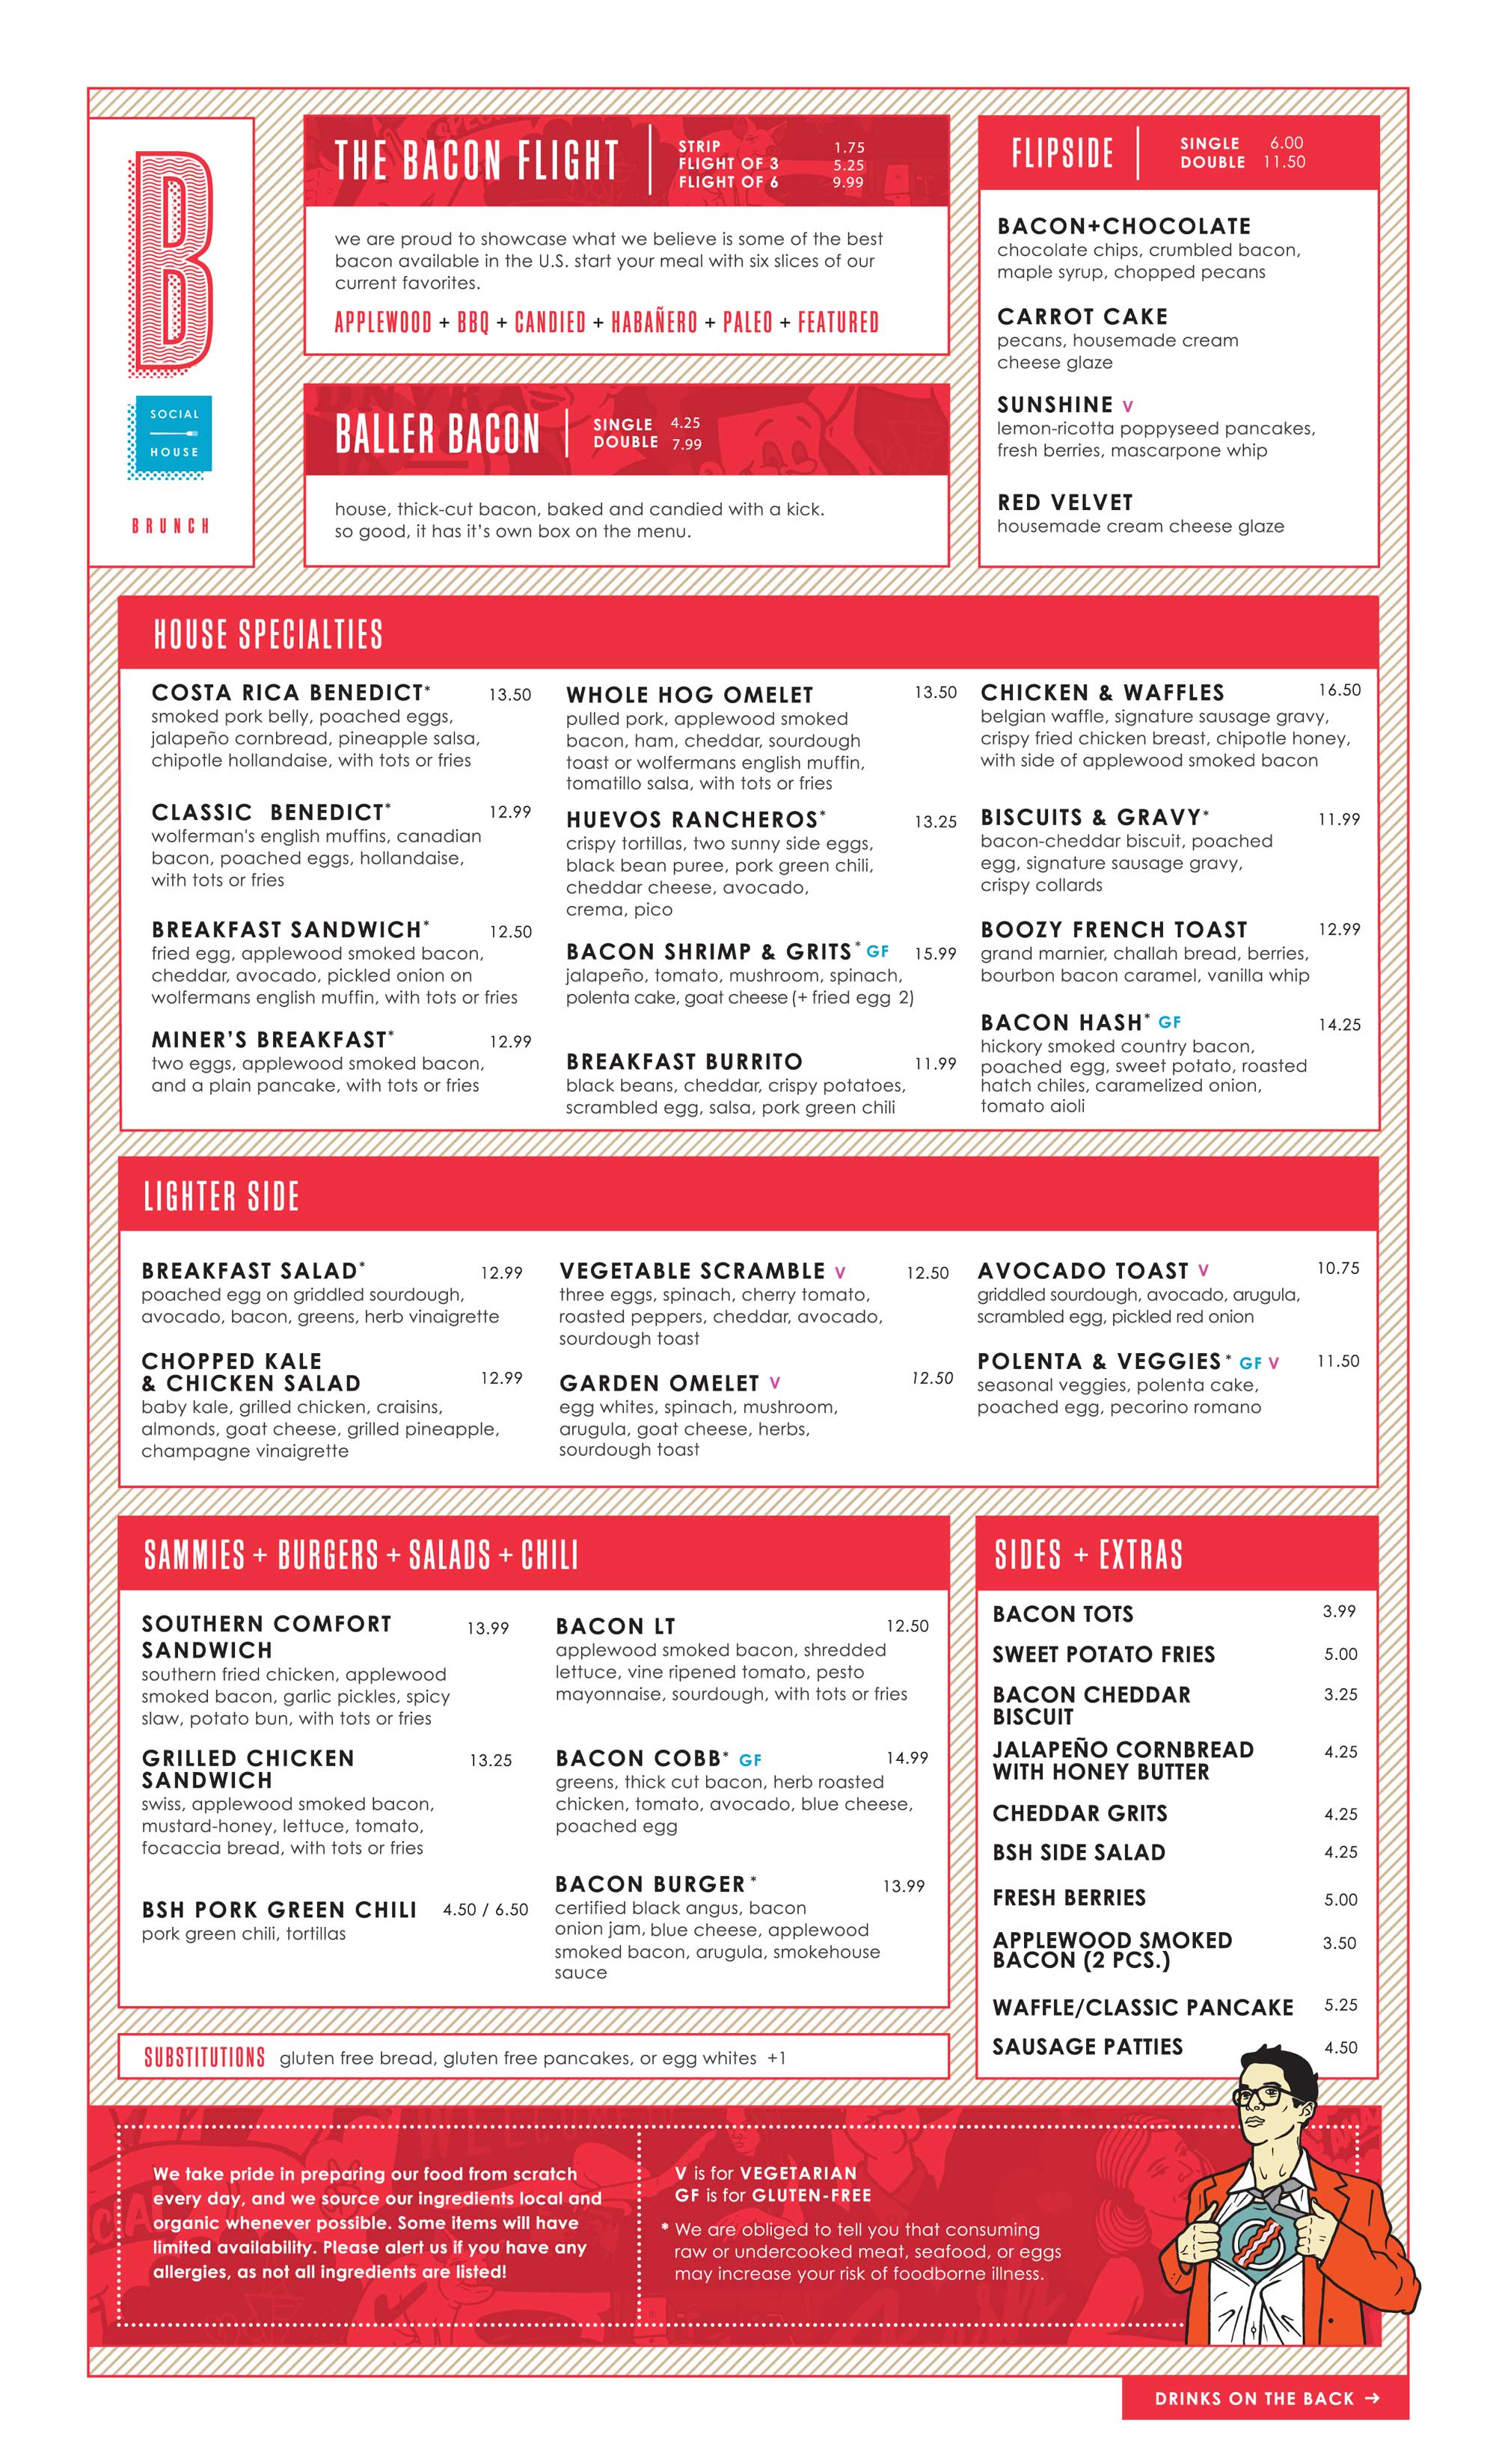 B
SOCIAL
HOUSE
BRUNCH
THE BACON FLIGHT
STRIP 1.75
FLIGHT OF 3 5.25
FLIGHT OF 6 9.99
we are proud to showcase what we believe is some of the best
bacon available in the U.S. start your meal with six slices of our
current favorites.
APPLEWOOD + BBQ + CANDIED + HABAÑERO + PALEO + FEATURED
BALLER BACON
SINGLE 4.25
DOUBLE 7.99
house, thick-cut bacon, baked and candied with a kick.
so good, it has it's own box on the menu.
FLIPSIDE
SINGLE 6.00
DOUBLE 11.50
BACON+CHOCOLATE
chocolate chips, crumbled bacon,
maple syrup, chopped pecans
CARROT CAKE
pecans, housemade cream
cheese glaze
SUNSHINE V
lemon-ricotta poppyseed pancakes,
fresh berries, mascarpone whip
RED VELVET
housemade cream cheese glaze
HOUSE SPECIALTIES
COSTA RICA BENEDICT* 13.50
smoked pork belly, poached eggs,
jalapeño cornbread, pineapple salsa,
chipotle hollandaise, with tots or fries
CLASSIC BENEDICT* 12.99
wolferman's english muffins, canadian
bacon, poached eggs, hollandaise,
with tots or fries
BREAKFAST SANDWICH* 12.50
fried egg, applewood smoked bacon,
cheddar, avocado, pickled onion on
wolfermans english muffin, with tots or fries
MINER'S BREAKFAST* 12.99
two eggs, applewood smoked bacon,
and a plain pancake, with tots or fries
WHOLE HOG OMELET 13.50
pulled pork, applewood smoked
bacon, ham, cheddar, sourdough
toast or wolfermans english muffin,
tomatillo salsa, with tots or fries
HUEVOS RANCHEROS* 13.25
crispy tortillas, two sunny side eggs,
black bean puree, pork green chili,
cheddar cheese, avocado,
crema, pico
BACON SHRIMP & GRITS* GF 15.99
jalapeño, tomato, mushroom, spinach,
polenta cake, goat cheese (+ fried egg 2)
BREAKFAST BURRITO 11.99
black beans, cheddar, crispy potatoes,
scrambled egg, salsa, pork green chili
CHICKEN & WAFFLES 16.50
belgian waffle, signature sausage gravy,
crispy fried chicken breast, chipotle honey,
with side of applewood smoked bacon
BISCUITS & GRAVY* 11.99
bacon-cheddar biscuit, poached
egg, signature sausage gravy,
crispy collards
BOOZY FRENCH TOAST 12.99
grand marnier, challah bread, berries,
bourbon bacon caramel, vanilla whip
BACON HASH* GF 14.25
hickory smoked country bacon,
poached egg, sweet potato, roasted
hatch chiles, caramelized onion,
tomato aioli
LIGHTER SIDE
BREAKFAST SALAD* 12.99
poached egg on griddled sourdough,
avocado, bacon, greens, herb vinaigrette
CHOPPED KALE
& CHICKEN SALAD 12.99
baby kale, grilled chicken, craisins,
almonds, goat cheese, grilled pineapple,
champagne vinaigrette
VEGETABLE SCRAMBLE V 12.50
three eggs, spinach, cherry tomato,
roasted peppers, cheddar, avocado,
sourdough toast
GARDEN OMELET V 12.50
egg whites, spinach, mushroom,
arugula, goat cheese, herbs,
sourdough toast
AVOCADO TOAST V 10.75
griddled sourdough, avocado, arugula,
scrambled egg, pickled red onion
POLENTA & VEGGIES* GF V 11.50
seasonal veggies, polenta cake,
poached egg, pecorino romano
SAMMIES + BURGERS + SALADS + CHILI
SOUTHERN COMFORT 13.99
SANDWICH
southern fried chicken, applewood
smoked bacon, garlic pickles, spicy
slaw, potato bun, with tots or fries
GRILLED CHICKEN 13.25
SANDWICH
swiss, applewood smoked bacon,
mustard-honey, lettuce, tomato,
focaccia bread, with tots or fries
BSH PORK GREEN CHILI 4.50 / 6.50
pork green chili, tortillas
BACON LT 12.50
applewood smoked bacon, shredded
lettuce, vine ripened tomato, pesto
mayonnaise, sourdough, with tots or fries
BACON COBB* GF 14.99
greens, thick cut bacon, herb roasted
chicken, tomato, avocado, blue cheese,
poached egg
BACON BURGER* 13.99
certified black angus, bacon
onion jam, blue cheese, applewood
smoked bacon, arugula, smokehouse
sauce
SIDES + EXTRAS
BACON TOTS 3.99
SWEET POTATO FRIES 5.00
BACON CHEDDAR 3.25
BISCUIT
JALAPEÑO CORNBREAD 4.25
WITH HONEY BUTTER
CHEDDAR GRITS 4.25
BSH SIDE SALAD 4.25
FRESH BERRIES 5.00
APPLEWOOD SMOKED 3.50
BACON (2 PCS.)
WAFFLE/CLASSIC PANCAKE 5.25
SAUSAGE PATTIES 4.50
SUBSTITUTIONS gluten free bread, gluten free pancakes, or egg whites +1
We take pride in preparing our food from scratch
every day, and we source our ingredients local and
organic whenever possible. Some items will have
limited availability. Please alert us if you have any
allergies, as not all ingredients are listed!
V is for VEGETARIAN
GF is for GLUTEN-FREE
* We are obliged to tell you that consuming
raw or undercooked meat, seafood, or eggs
may increase your risk of foodborne illness.
DRINKS ON THE BACK →